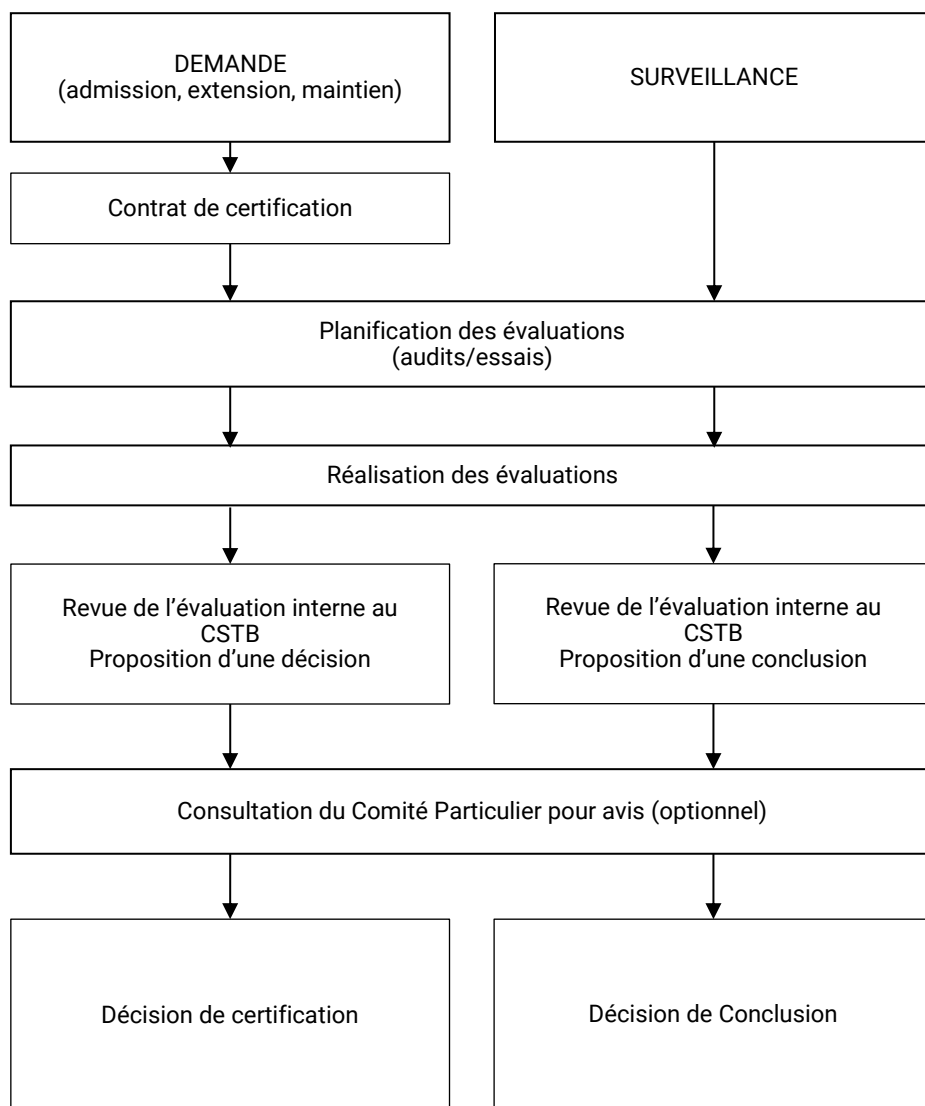 DEMANDE
(admission, extension, maintien)
SURVEILLANCE
Contrat de certification
Planification des évaluations
(audits/essais)
Réalisation des évaluations
Revue de l’évaluation interne au
CSTB
Proposition d’une décision
Revue de l’évaluation interne au
CSTB
Proposition d’une conclusion
Consultation du Comité Particulier pour avis (optionnel)
Décision de certification
Décision de Conclusion